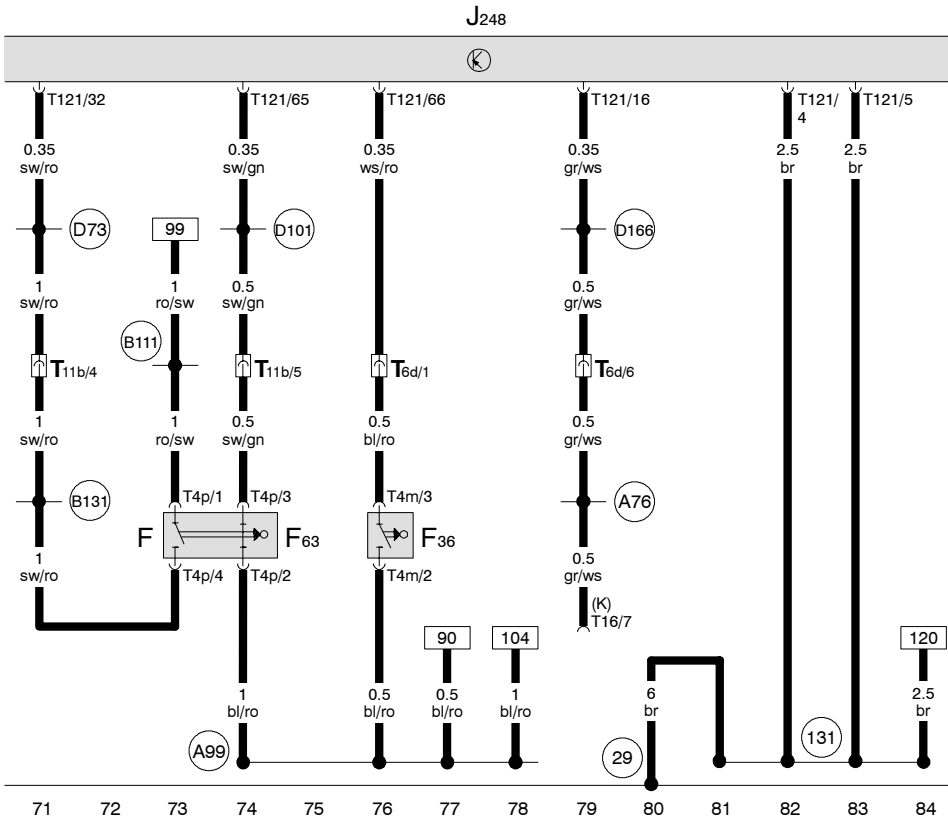 J248
T121/32
T121/65
T121/66
T121/16
T121/
4
T121/5
0.35
sw/ro
0.35
sw/gn
0.35
ws/ro
0.35
gr/ws
2.5
br
2.5
br
D73
99
D101
D166
1
sw/ro
1
ro/sw
0.5
sw/gn
0.5
gr/ws
B111
T11b/4
T11b/5
T6d/1
T6d/6
1
sw/ro
1
ro/sw
0.5
sw/gn
0.5
bl/ro
0.5
gr/ws
B131
T4p/1
T4p/3
T4m/3
A76
F
F63
F36
1
sw/ro
T4p/4
T4p/2
T4m/2
0.5
gr/ws
(K)
T16/7
90
104
120
1
bl/ro
0.5
bl/ro
0.5
bl/ro
1
bl/ro
6
br
2.5
br
A99
29
131
71 72 73 74 75 76 77 78 79 80 81 82 83 84